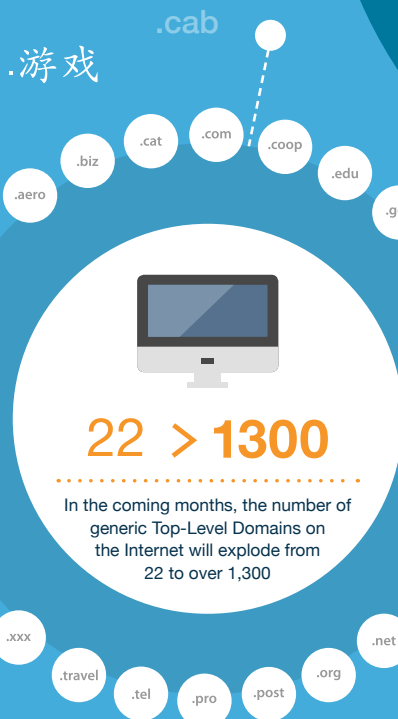 .cab
.游戏
.aero
.biz
.cat
.com
.coop
.edu
.g
22 > 1300
In the coming months, the number of
generic Top-Level Domains on
the Internet will explode from
22 to over 1,300
.xxx
.travel
.tel
.pro
.post
.org
.net